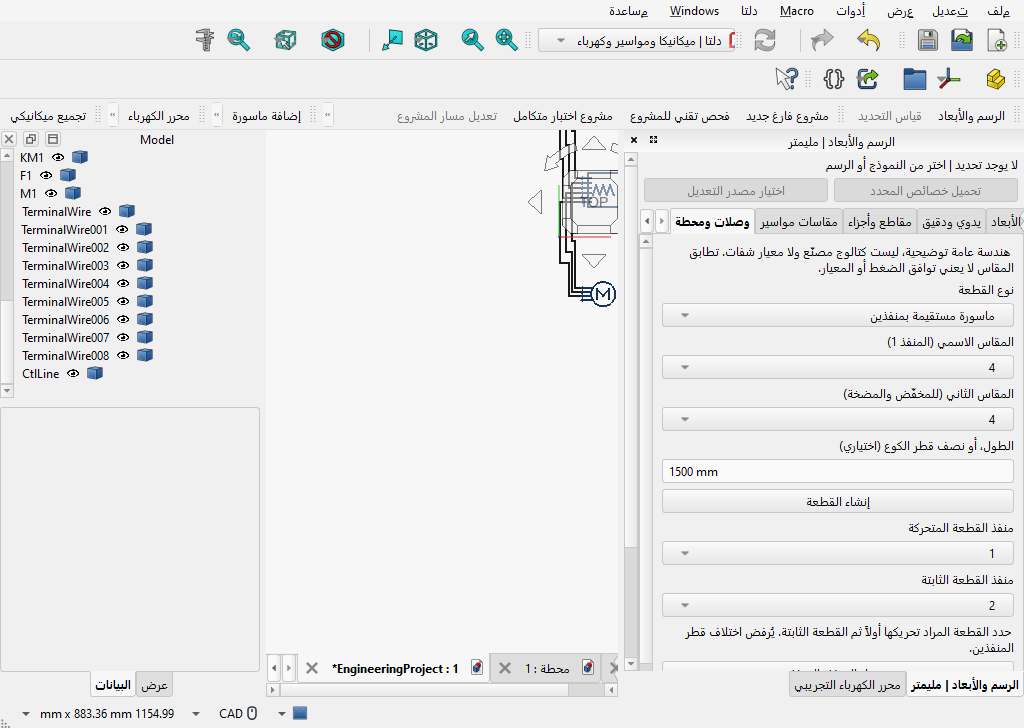 ملف تعديل عرض أدوات Macro دلتا Windows مساعدة
دلتا | ميكانيكا ومواسير وكهرباء
الرسم والأبعاد قياس التحديد مشروع فارغ جديد فحص تقني للمشروع مشروع اختبار متكامل تعديل مسار المشروع
إضافة ماسورة
محرر الكهرباء
تجميع ميكانيكي
الرسم والأبعاد | مليمتر
لا يوجد تحديد | اختر من النموذج أو الرسم
تحميل خصائص المحدد
اختيار مصدر التعديل
الأبعاد
يدوي ودقيق
مقاطع وأجزاء
مقاسات مواسير
وصلات ومحطة
هندسة عامة توضيحية، ليست كتالوج مصنّع ولا معيار شفات. تطابق
المقاس لا يعني توافق الضغط أو المعيار.
نوع القطعة
ماسورة مستقيمة بمنفذين
المقاس الاسمي (المنفذ 1)
4
المقاس الثاني (للمخفّض والمضخة)
4
الطول، أو نصف قطر الكوع (اختياري)
1500 mm
إنشاء القطعة
منفذ القطعة المتحركة
1
منفذ القطعة الثابتة
2
حدد القطعة المراد تحريكها أولاً ثم القطعة الثابتة. يُرفض اختلاف قطر
المنفذين.
الرسم والأبعاد | مليمتر
محرر الكهرباء التجريبي
TOP
M
محطة : 1
EngineeringProject : 1*
Model
KM1
F1
M1
TerminalWire
TerminalWire001
TerminalWire002
TerminalWire003
TerminalWire004
TerminalWire005
TerminalWire006
TerminalWire007
TerminalWire008
CtlLine
عرض
البيانات
CAD
1154.99 mm x 883.36 mm